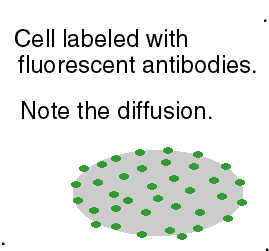 Cell labeled with
fluorescent antibodies.
Note the diffusion.